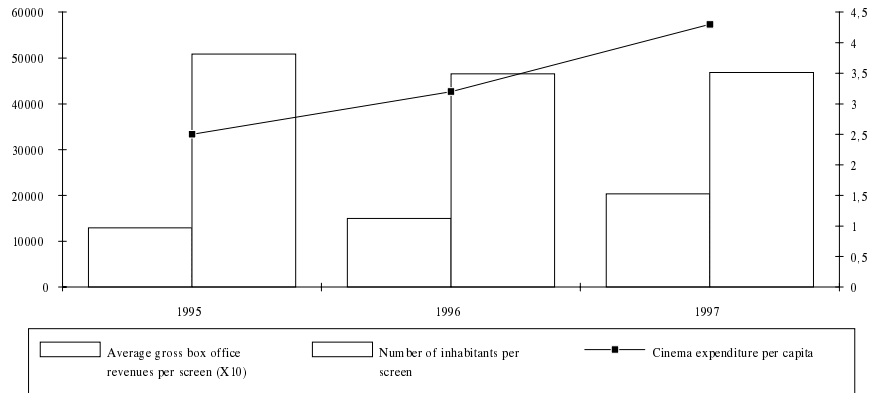 60000
50000
40000
30000
20000
10000
0
4,5
4
3,5
3
2,5
2
1,5
1
0,5
0
1995 1996 1997
Average gross box office
revenues per screen (X10)
Number of inhabitants per
screen
Cinema expenditure per capita